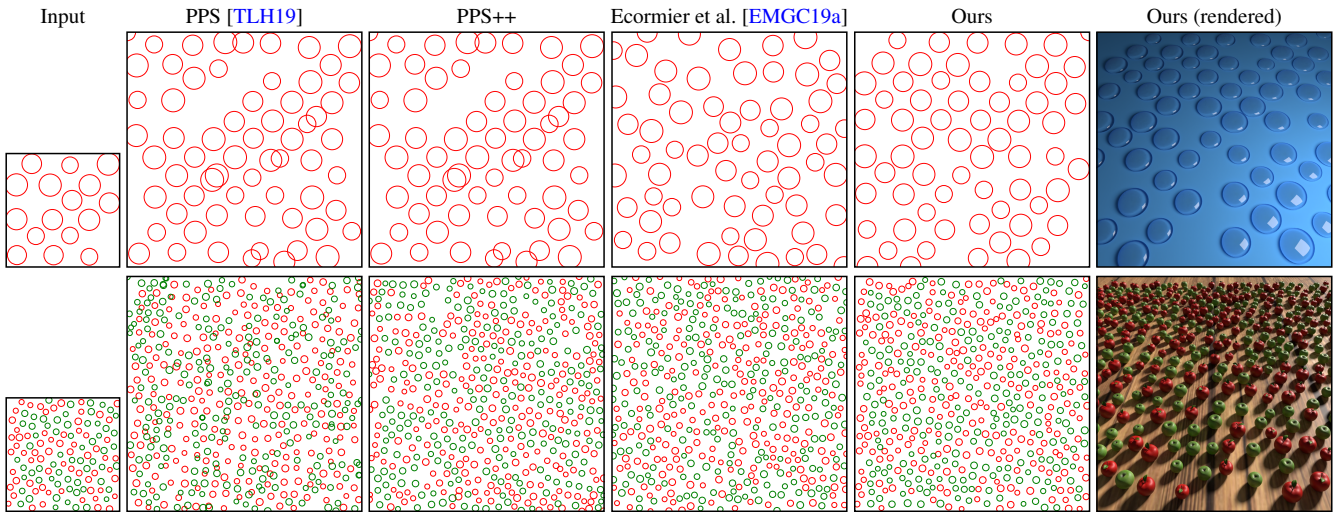 Input PPS [TLH19] PPS++ Ecormier et al. [EMGC19a] Ours Ours (rendered)